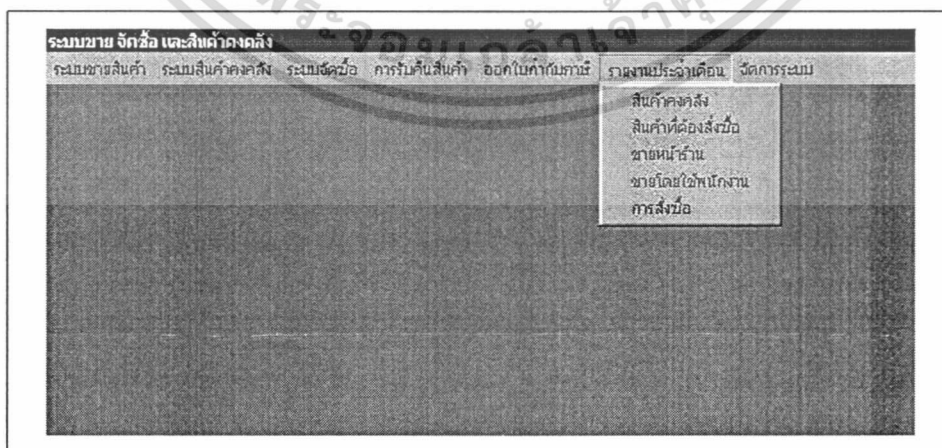 ระบบขาย จัดซื้อ และสินค้าคงคลัง
ระบบขายสินค้า ระบบสินค้าคงคลัง ระบบจัดซื้อ การรับคืนสินค้า ออกใบกำกับภาษี รายงานประจำเดือน จัดการระบบ
สินค้าคงคลัง
สินค้าที่ต้องสั่งซื้อ
ขายหน้าร้าน
ขายโดยใช้พนักงาน
การสั่งซื้อ